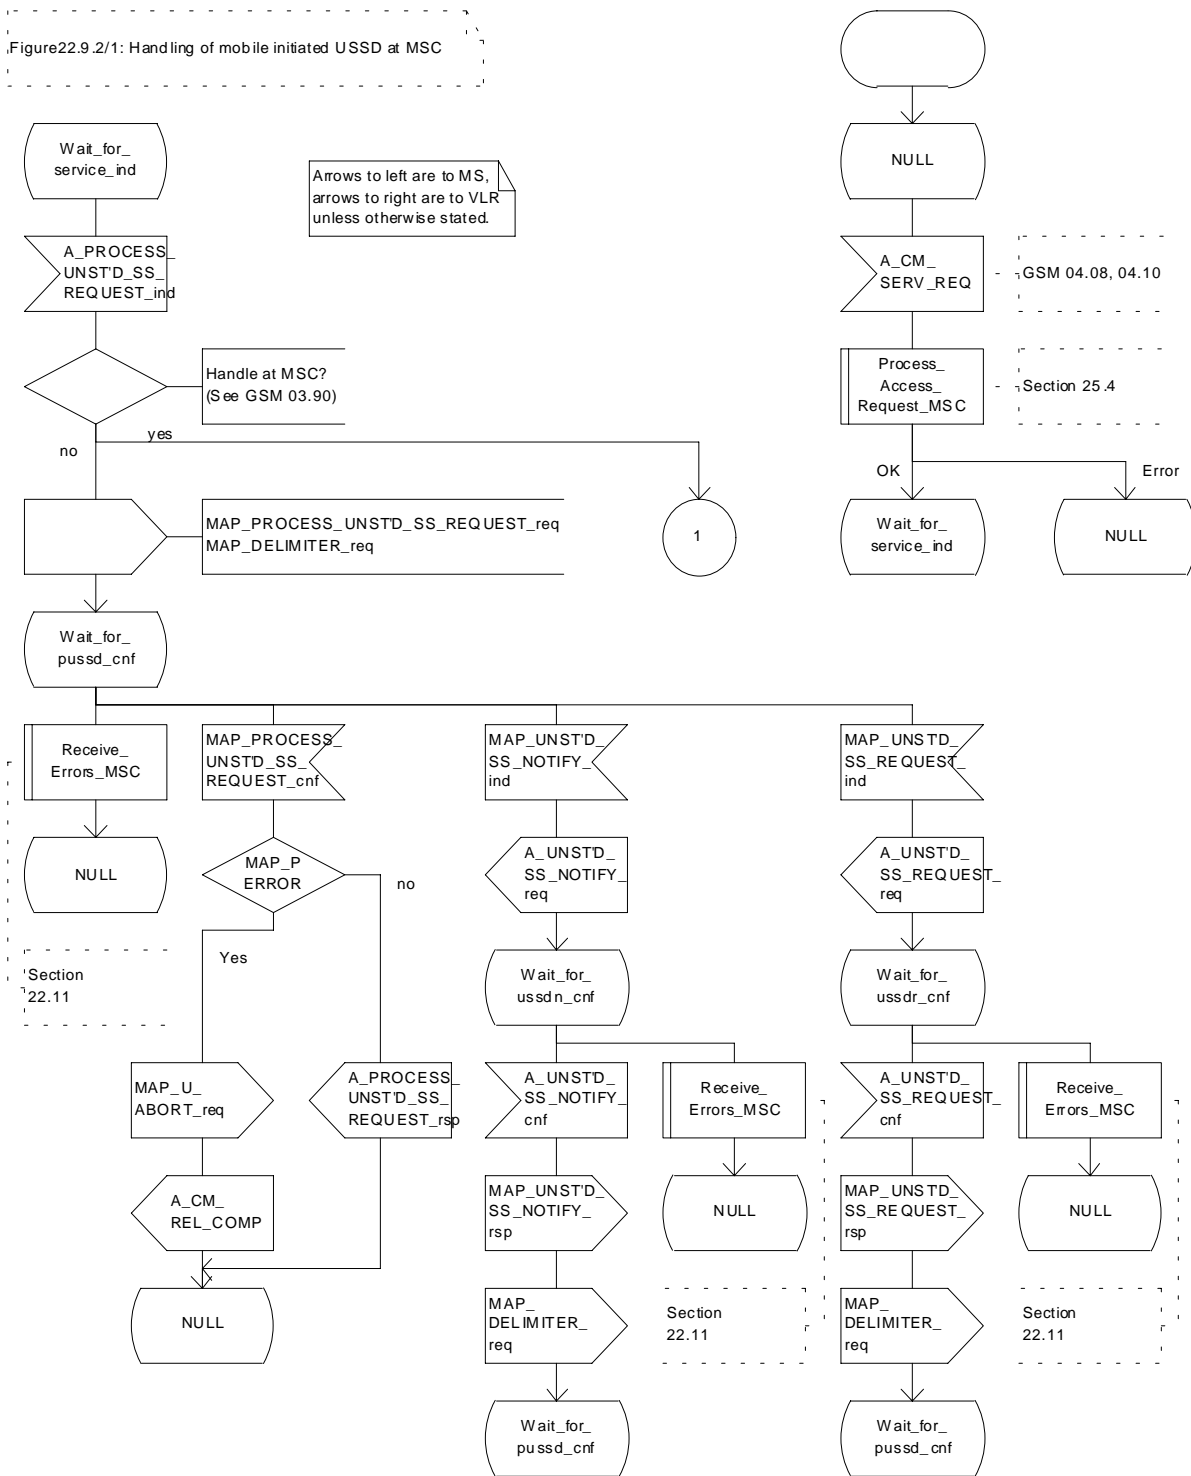 Figure22.9.2/1: Handling of mobile initiated USSD at MSC
Wait_for_
service_ind
Arrows to left are to MS,
arrows to right are to VLR
unless otherwise stated.
NULL
A_PROCESS_
UNST'D_SS_
REQUEST_ind
A_CM_
SERV_REQ
GSM 04.08, 04.10
Handle at MSC?
(See GSM 03.90)
Process_
Access_
Request_MSC
Section 25.4
no
yes
OK
Error
MAP_PROCESS_UNST'D_SS_REQUEST_req
MAP_DELIMITER_req
1
Wait_for_
service_ind
NULL
Wait_for_
pussd_cnf
Receive_
Errors_MSC
MAP_PROCESS_
UNST'D_SS_
REQUEST_cnf
MAP_UNST'D_
SS_NOTIFY_
ind
MAP_UNST'D_
SS_REQUEST_
ind
NULL
MAP_P
ERROR
no
A_UNST'D_
SS_NOTIFY_
req
A_UNST'D_
SS_REQUEST_
req
Yes
Section
22.11
Wait_for_
ussdn_cnf
Wait_for_
ussdr_cnf
MAP_U_
ABORT_req
A_PROCESS_
UNST'D_SS_
REQUEST_rsp
A_UNST'D_
SS_NOTIFY_
cnf
Receive_
Errors_MSC
A_UNST'D_
SS_REQUEST_
cnf
Receive_
Errors_MSC
A_CM_
REL_COMP
MAP_UNST'D_
SS_NOTIFY_
rsp
NULL
MAP_UNST'D_
SS_REQUEST_
rsp
NULL
NULL
MAP_
DELIMITER_
req
Section
22.11
MAP_
DELIMITER_
req
Section
22.11
Wait_for_
pussd_cnf
Wait_for_
pussd_cnf